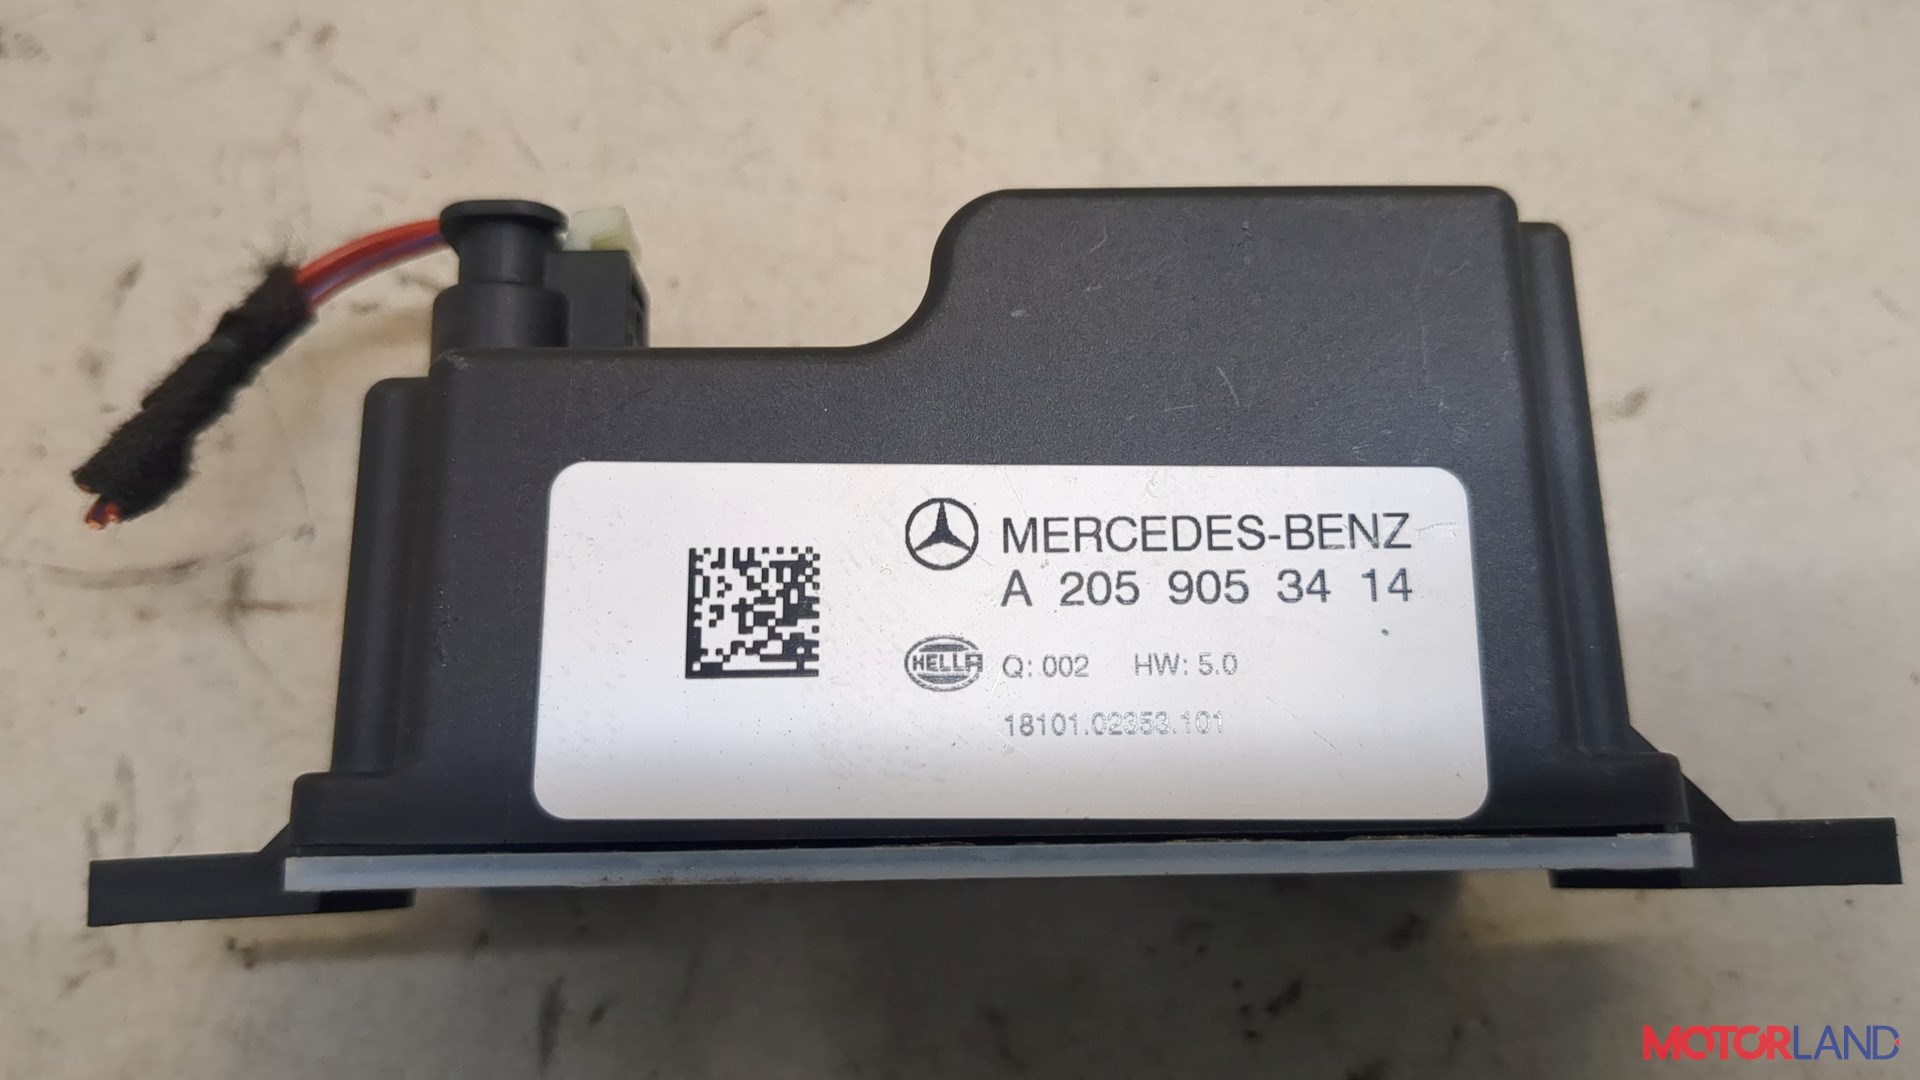 MERCEDES-BENZ
A 205 905 34 14
HELLA Q: 002 HW: 5.0
18101.02353.101
MOTORLAND